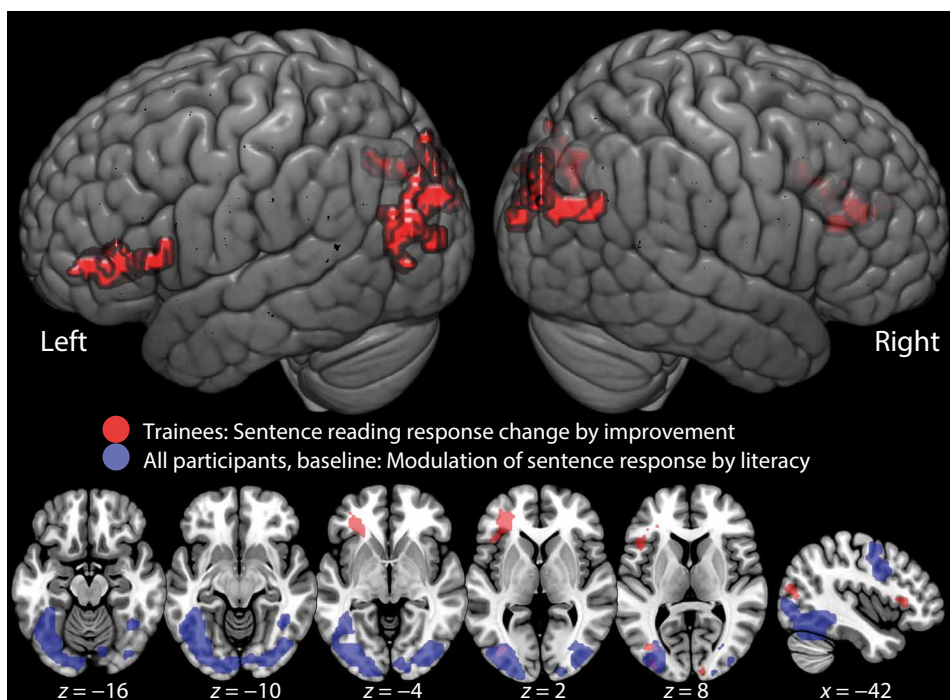 Left
Right
Trainees: Sentence reading response change by improvement
All participants, baseline: Modulation of sentence response by literacy
z = −16
z = −10
z = −4
z = 2
z = 8
x = −42